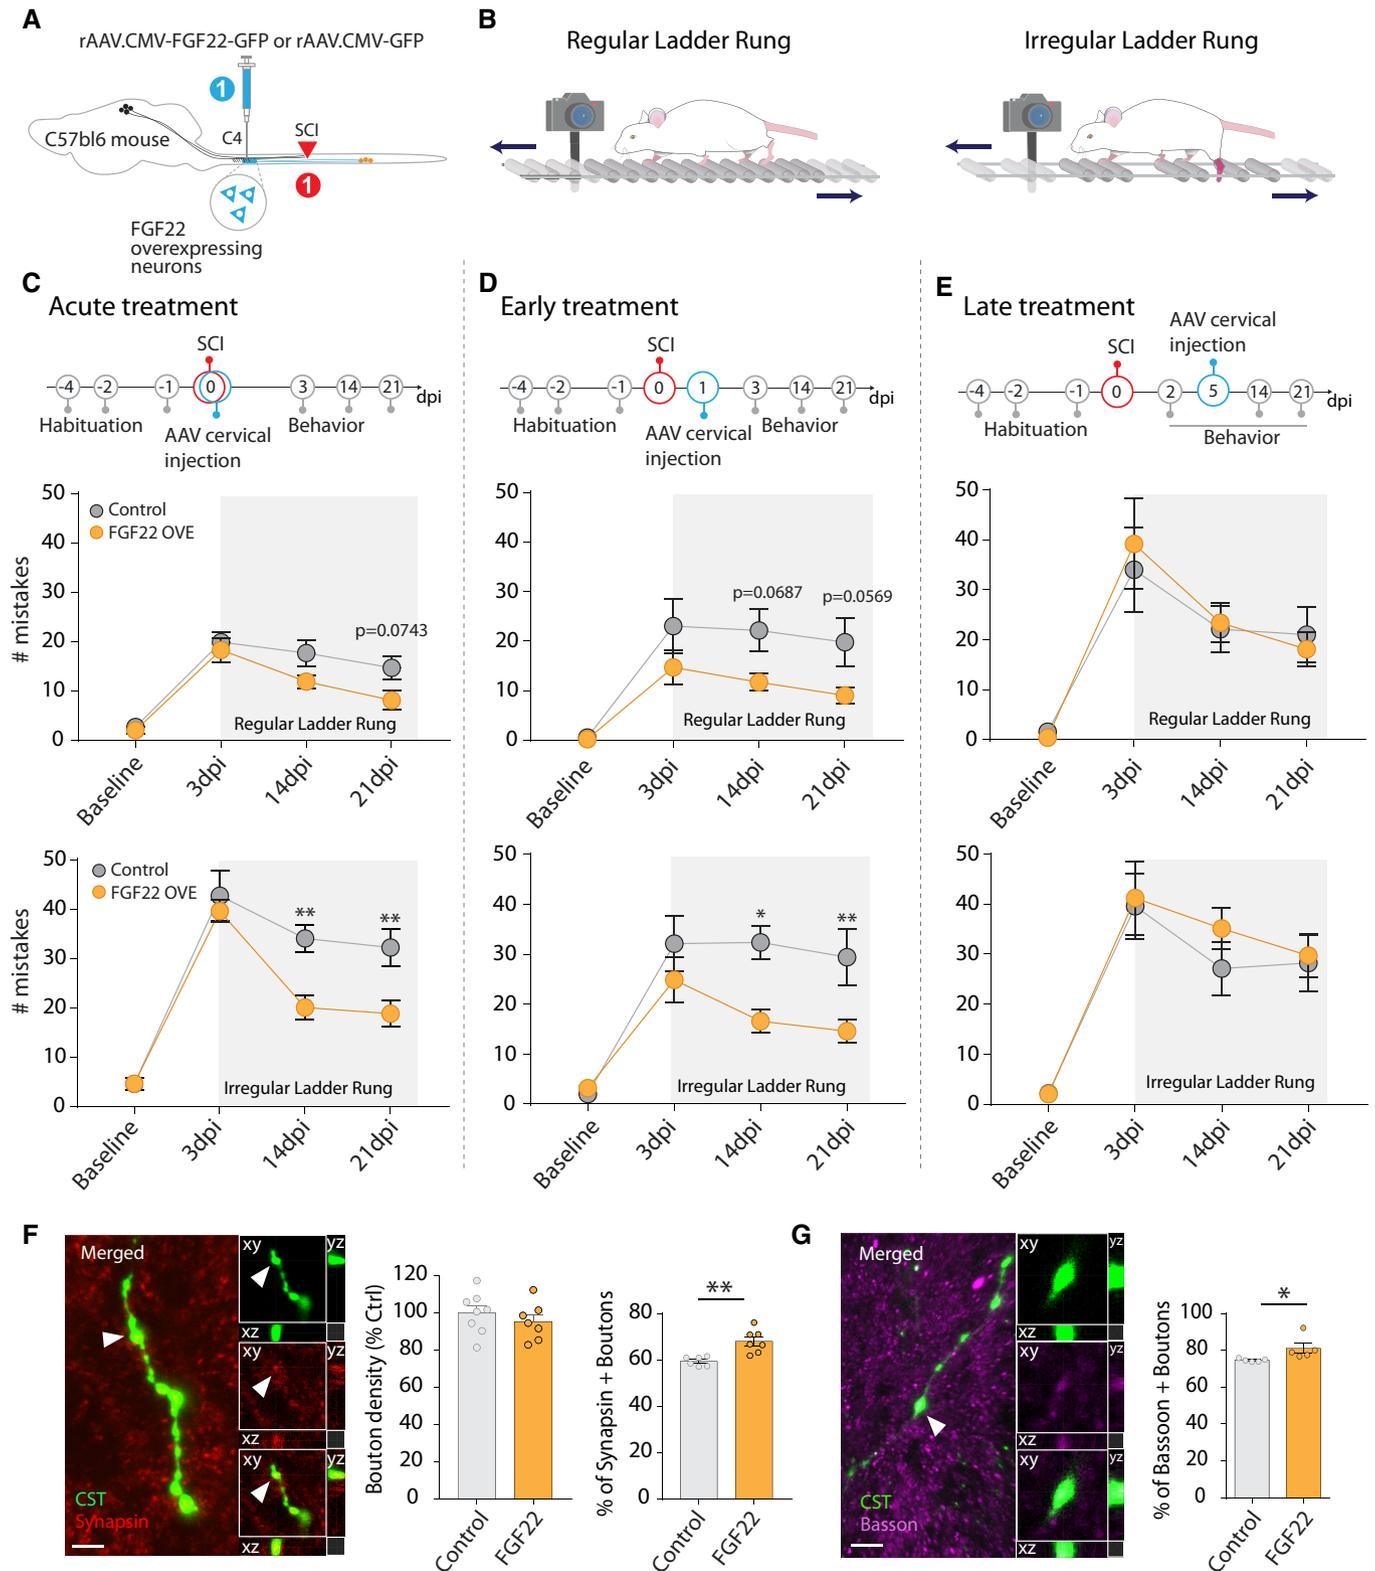 A
rAAV.CMV-FGF22-GFP or rAAV.CMV-GFP
1
C57bl6 mouse
C4
SCI
1
FGF22
overexpressing
neurons
B
Regular Ladder Rung
Irregular Ladder Rung
C
Acute treatment
SCI
-4 -2 -1 0 3 14 21
dpi
Habituation
AAV cervical
injection
Behavior
50
40
30
20
10
0
# mistakes
Control
FGF22 OVE
p=0.0743
Regular Ladder Rung
Baseline
3dpi
14dpi
21dpi
50
40
30
20
10
0
# mistakes
Control
FGF22 OVE
**
**
Irregular Ladder Rung
Baseline
3dpi
14dpi
21dpi
D
Early treatment
SCI
-4 -2 -1 0 1 3 14 21
dpi
Habituation
AAV cervical
injection
Behavior
50
40
30
20
10
0
p=0.0687
p=0.0569
Regular Ladder Rung
Baseline
3dpi
14dpi
21dpi
50
40
30
20
10
0
*
**
Irregular Ladder Rung
Baseline
3dpi
14dpi
21dpi
E
Late treatment
AAV cervical
injection
SCI
-4 -2 -1 0 2 5 14 21
dpi
Habituation
Behavior
50
40
30
20
10
0
Regular Ladder Rung
Baseline
3dpi
14dpi
21dpi
50
40
30
20
10
0
Irregular Ladder Rung
Baseline
3dpi
14dpi
21dpi
F
Merged
CST
Synapsin
xy
yz
xz
xy
xz
xy
yz
xz
Bouton density (% Ctrl)
120
100
80
60
40
20
0
Control
FGF22
% of Synapsin + Boutons
80
60
40
20
0
**
Control
FGF22
G
Merged
CST
Basson
xy
yz
xz
xy
yz
xz
xy
yz
xz
% of Bassoon + Boutons
100
80
60
40
20
0
*
Control
FGF22